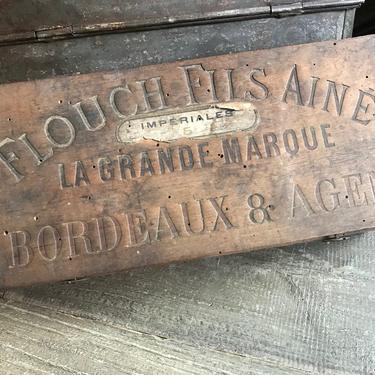 FLOUCH FILS AINÉ
IMPÉRIALES
LA GRANDE MARQUE
BORDEAUX & AGEN